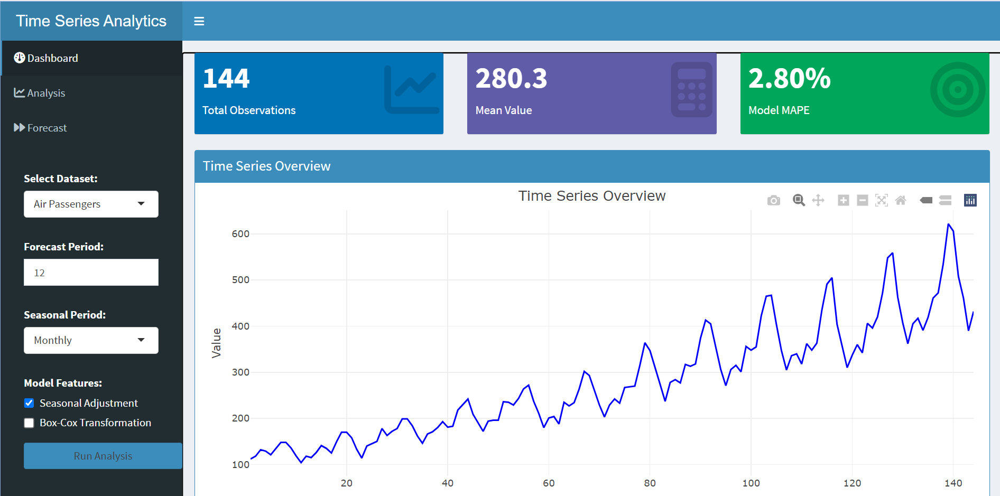 Time Series Analytics
Dashboard
Analysis
Forecast
Select Dataset:
Air Passengers
Forecast Period:
12
Seasonal Period:
Monthly
Model Features:
Seasonal Adjustment
Box-Cox Transformation
Run Analysis
144
Total Observations
280.3
Mean Value
2.80%
Model MAPE
Time Series Overview
Time Series Overview
Value
600
500
400
300
200
100
20 40 60 80 100 120 140